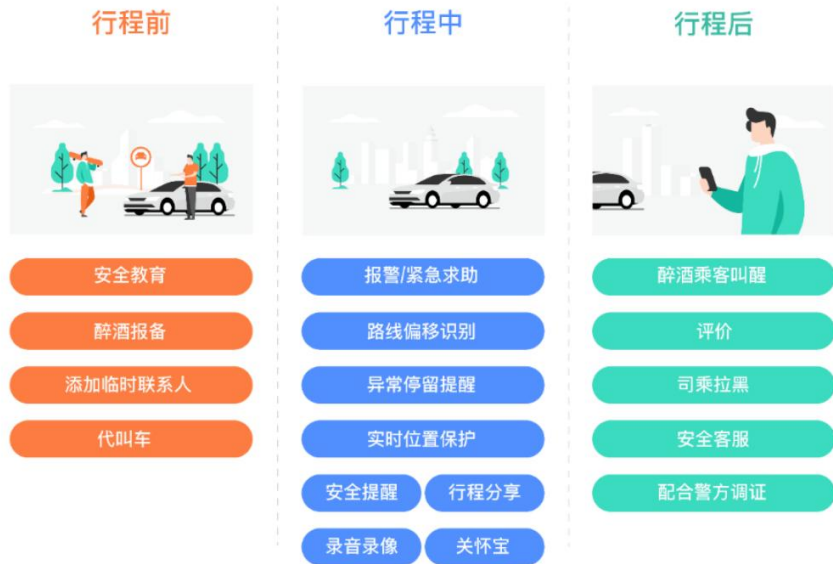 行程前
安全教育
醉酒报备
添加临时联系人
代叫车
行程中
报警/紧急求助
路线偏移识别
异常停留提醒
实时位置保护
安全提醒
行程分享
录音录像
关怀宝
行程后
醉酒乘客叫醒
评价
司乘拉黑
安全客服
配合警方调证